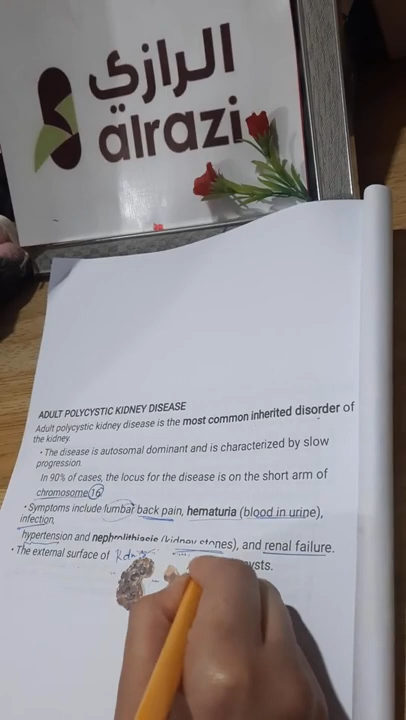 الرازي
alrazi
ADULT POLYCYSTIC KIDNEY DISEASE
Adult polycystic kidney disease is the most common inherited disorder of
the kidney.
• The disease is autosomal dominant and is characterized by slow
progression.
In 90% of cases, the locus for the disease is on the short arm of
chromosome 16
• Symptoms include lumbar back pain, hematuria (blood in urine),
infection,
hypertension and nephrolithiasis (kidney stones), and renal failure.
• The external surface of